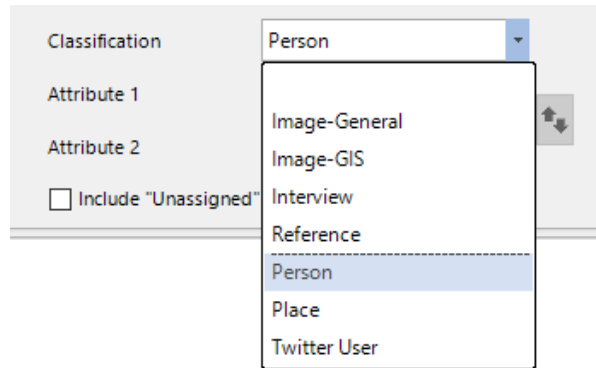 Classification
Person
Attribute 1
Attribute 2
Include "Unassigned"
Image-General
Image-GIS
Interview
Reference
Person
Place
Twitter User